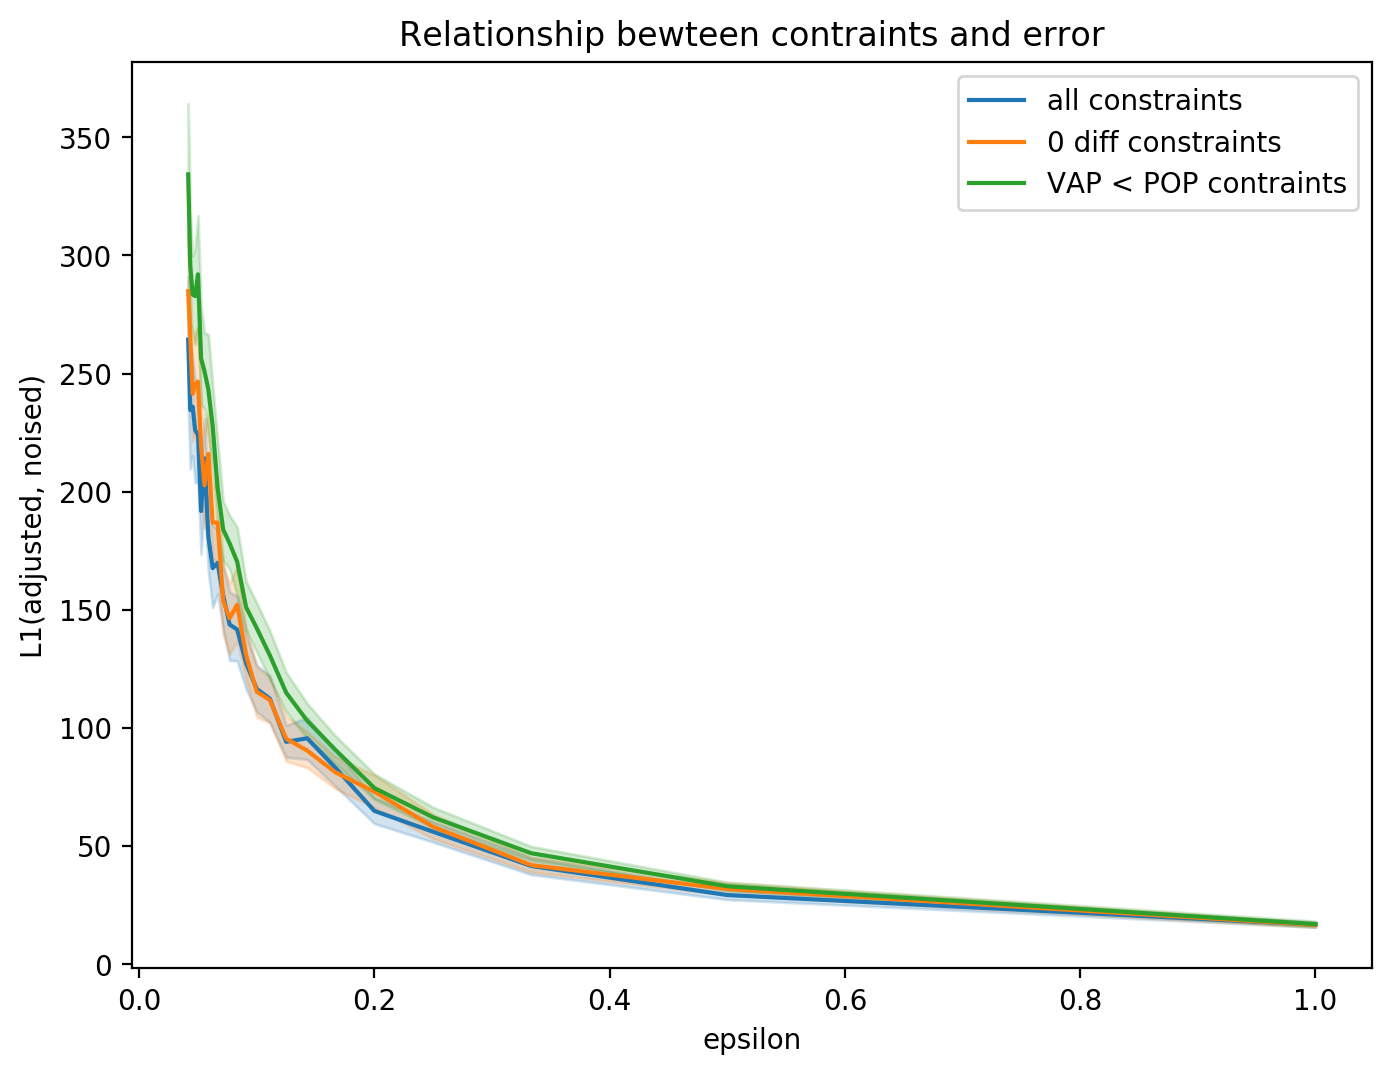 Relationship bewteen contraints and error
all constraints
0 diff constraints
VAP < POP contraints
350
300
250
200
150
100
50
0
L1(adjusted, noised)
0.0 0.2 0.4 0.6 0.8 1.0
epsilon